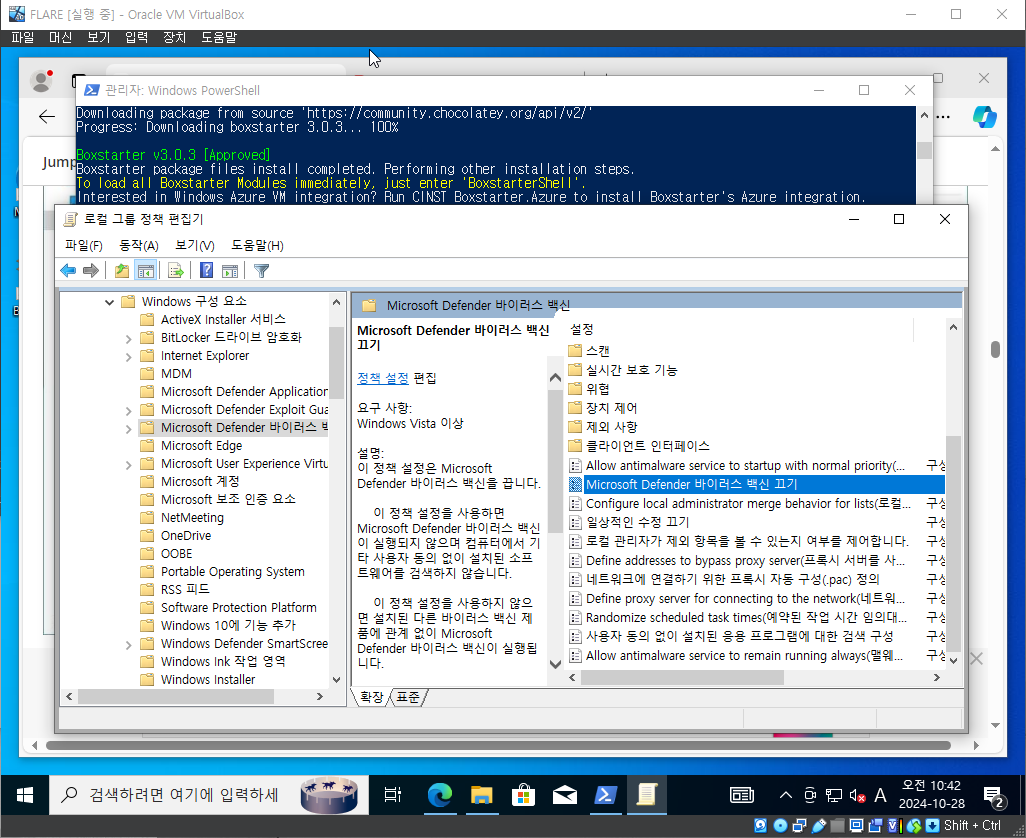 FLARE [실행 중] - Oracle VM VirtualBox
파일 머신 보기 입력 장치 도움말
관리자: Windows PowerShell
Downloading package from source 'https://community.chocolatey.org/api/v2/'
Progress: Downloading boxstarter 3.0.3... 100%
Boxstarter v3.0.3 [Approved]
Boxstarter package files install completed. Performing other installation steps.
To load all Boxstarter Modules immediately, just enter 'BoxstarterShell'.
Interested in Windows Azure VM integration? Run CINST Boxstarter.Azure to install Boxstarter's Azure integration.
Jump
로컬 그룹 정책 편집기
파일(F) 동작(A) 보기(V) 도움말(H)
Windows 구성 요소
ActiveX Installer 서비스
BitLocker 드라이브 암호화
Internet Explorer
MDM
Microsoft Defender Application
Microsoft Defender Exploit Gua
Microsoft Defender 바이러스 백
Microsoft Edge
Microsoft User Experience Virtu
Microsoft 계정
Microsoft 보조 인증 요소
NetMeeting
OneDrive
OOBE
Portable Operating System
RSS 피드
Software Protection Platform
Windows 10에 기능 추가
Windows Defender SmartScree
Windows Ink 작업 영역
Windows Installer
Microsoft Defender 바이러스 백신
Microsoft Defender 바이러스 백신
끄기
정책 설정 편집
요구 사항:
Windows Vista 이상
설명:
이 정책 설정은 Microsoft
Defender 바이러스 백신을 끕니다.
이 정책 설정을 사용하면
Microsoft Defender 바이러스 백신
이 실행되지 않으며 컴퓨터에서 기
타 사용자 동의 없이 설치된 소프
트웨어를 검색하지 않습니다.
이 정책 설정을 사용하지 않으
면 설치된 다른 바이러스 백신 제
품에 관계 없이 Microsoft
Defender 바이러스 백신이 실행됩
니다.
설정
스캔
실시간 보호 기능
위협
장치 제어
제외 사항
클라이언트 인터페이스
Allow antimalware service to startup with normal priority(... 구성
Microsoft Defender 바이러스 백신 끄기
Configure local administrator merge behavior for lists(로컬... 구성
일상적인 수정 끄기 구성
로컬 관리자가 제외 항목을 볼 수 있는지 여부를 제어합니다. 구성
Define addresses to bypass proxy server(프록시 서버를 사... 구성
네트워크에 연결하기 위한 프록시 자동 구성(.pac) 정의 구성
Define proxy server for connecting to the network(네트워... 구성
Randomize scheduled task times(예약된 작업 시간 임의대... 구성
사용자 동의 없이 설치된 응용 프로그램에 대한 검색 구성 구성
Allow antimalware service to remain running always(맬웨... 구성
확장 표준
검색하려면 여기에 입력하세
A
오전 10:42
2024-10-28
2
Shift + Ctrl